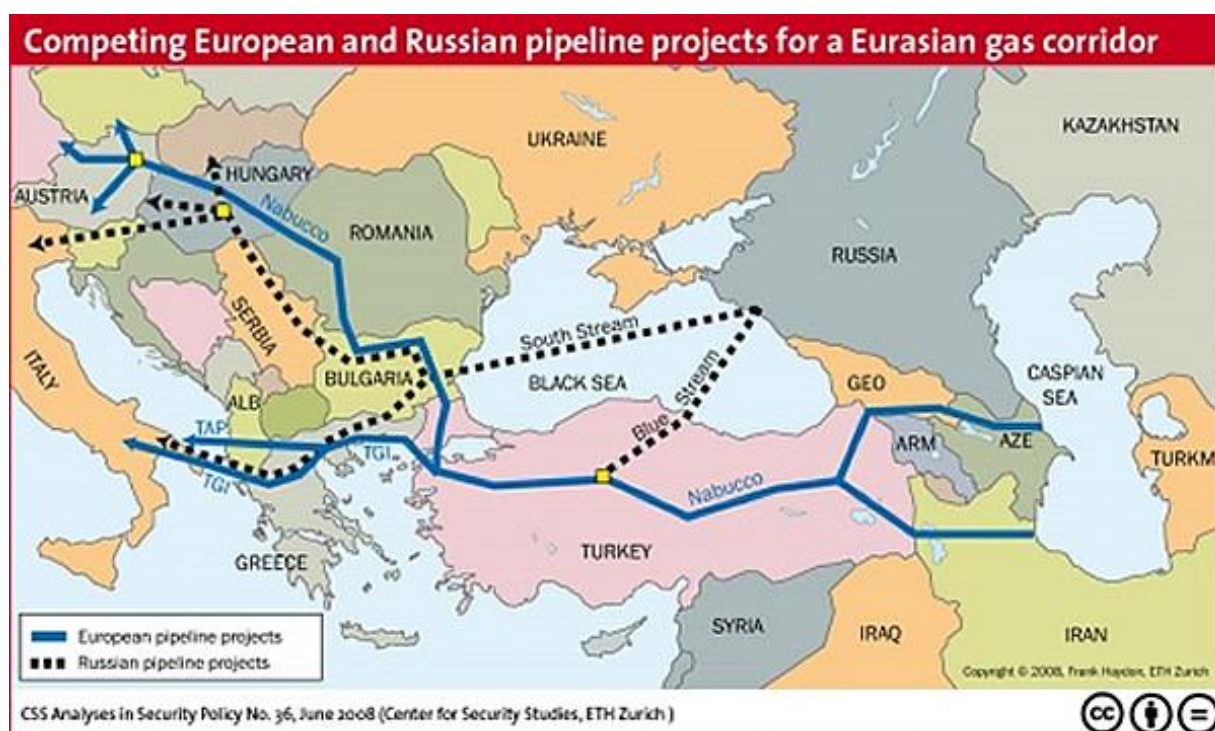 Competing European and Russian pipeline projects for a Eurasian gas corridor
UKRAINE
KAZAKHSTAN
HUNGARY
AUSTRIA
Nabucco
ROMANIA
RUSSIA
SERBIA
South Stream
ITALY
BULGARIA
BLACK SEA
Blue Stream
GEO
CASPIAN
SEA
ALB
TAP
TGI
ARM
AZE
TURKM
TGI
Nabucco
TURKEY
GREECE
SYRIA
IRAQ
IRAN
European pipeline projects
Russian pipeline projects
Copyright © 2008, Frank Haydon, ETH Zurich
CSS Analyses in Security Policy No. 36, June 2008 (Center for Security Studies, ETH Zurich )
cc